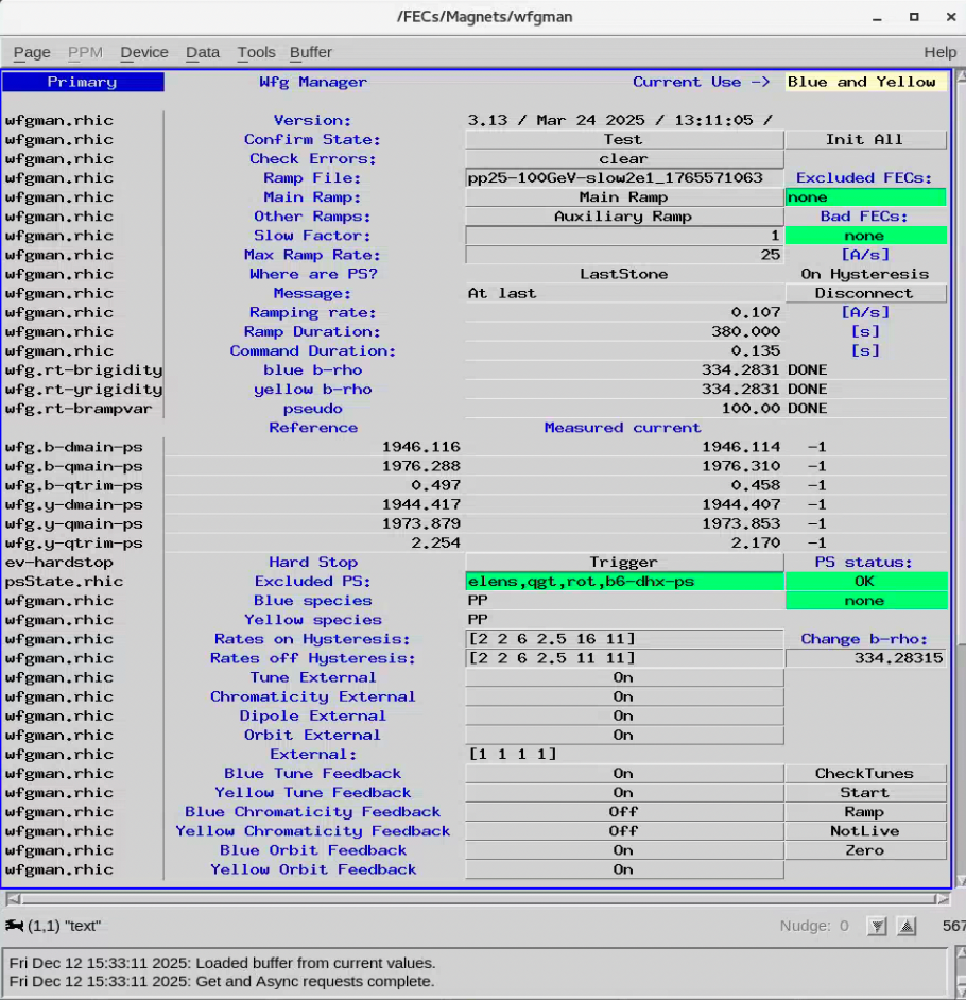 /FECs/Magnets/wfgman
Page PPM Device Data Tools Buffer Help
Primary Wfg Manager Current Use -> Blue and Yellow
wfgman.rhic Version: 3.13 / Mar 24 2025 / 13:11:05 /
wfgman.rhic Confirm State: Test Init All
wfgman.rhic Check Errors: clear
wfgman.rhic Ramp File: pp25-100GeV-slow2e1_1765571063 Excluded FECs:
wfgman.rhic Main Ramp: Main Ramp none
wfgman.rhic Other Ramps: Auxiliary Ramp Bad FECs:
wfgman.rhic Slow Factor: 1 none
wfgman.rhic Max Ramp Rate: 25 [A/s]
wfgman.rhic Where are PS? LastStone On Hysteresis
wfgman.rhic Message: At last Disconnect
wfgman.rhic Ramping rate: 0.107 [A/s]
wfgman.rhic Ramp Duration: 380.000 [s]
wfgman.rhic Command Duration: 0.135 [s]
wfg.rt-brigidity blue b-rho 334.2831 DONE
wfg.rt-yrigidity yellow b-rho 334.2831 DONE
wfg.rt-brampvar pseudo 100.00 DONE
Reference Measured current
wfg.b-dmain-ps 1946.116 1946.114 -1
wfg.b-qmain-ps 1976.288 1976.310 -1
wfg.b-qtrim-ps 0.497 0.458 -1
wfg.y-dmain-ps 1944.417 1944.407 -1
wfg.y-qmain-ps 1973.879 1973.853 -1
wfg.y-qtrim-ps 2.254 2.170 -1
ev-hardstop Hard Stop Trigger PS status:
psState.rhic Excluded PS: elens,qgt,rot,b6-dhx-ps OK
wfgman.rhic Blue species PP none
wfgman.rhic Yellow species PP
wfgman.rhic Rates on Hysteresis: [2 2 6 2.5 16 11] Change b-rho:
wfgman.rhic Rates off Hysteresis: [2 2 6 2.5 11 11] 334.28315
wfgman.rhic Tune External On
wfgman.rhic Chromaticity External On
wfgman.rhic Dipole External On
wfgman.rhic Orbit External On
wfgman.rhic External: [1 1 1 1]
wfgman.rhic Blue Tune Feedback On CheckTunes
wfgman.rhic Yellow Tune Feedback On Start
wfgman.rhic Blue Chromaticity Feedback Off Ramp
wfgman.rhic Yellow Chromaticity Feedback Off NotLive
wfgman.rhic Blue Orbit Feedback On Zero
wfgman.rhic Yellow Orbit Feedback On
(1,1) "text" Nudge: 0 567
Fri Dec 12 15:33:11 2025: Loaded buffer from current values.
Fri Dec 12 15:33:11 2025: Get and Async requests complete.